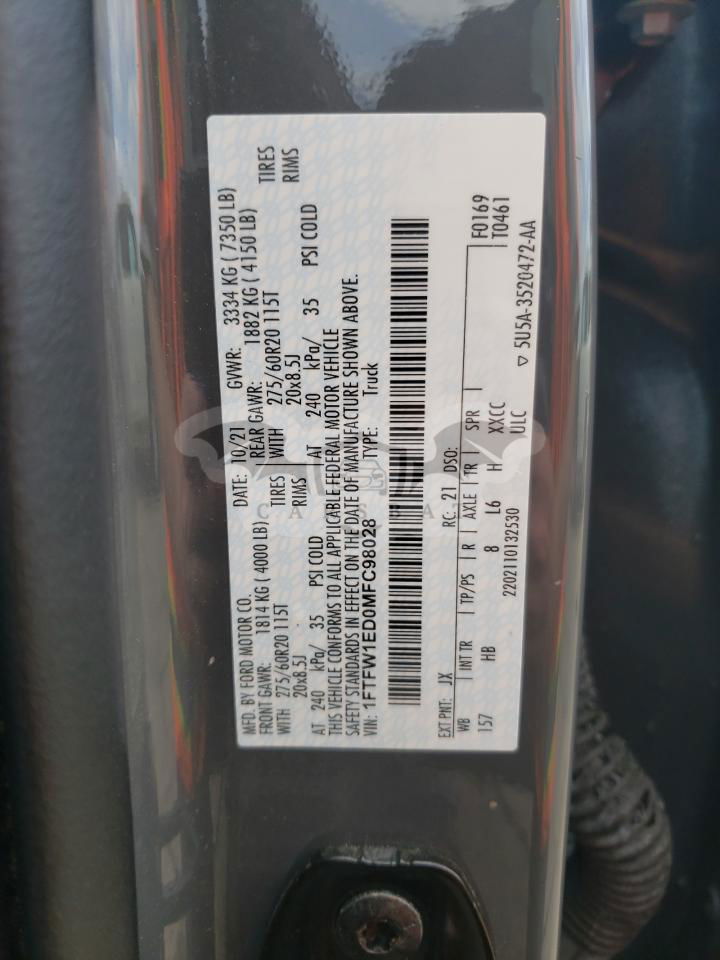 MFD. BY FORD MOTOR CO. DATE: 10/21 GVWR: 3334 KG ( 7350 LB)
FRONT GAWR: 1814 KG ( 4000 LB) REAR GAWR: 1882 KG ( 4150 LB)
WITH 275/60R20 115T TIRES WITH 275/60R20 115T TIRES
20x8.5J RIMS 20x8.5J RIMS
AT 240 kPa/ 35 PSI COLD AT 240 kPa/ 35 PSI COLD
THIS VEHICLE CONFORMS TO ALL APPLICABLE FEDERAL MOTOR VEHICLE
SAFETY STANDARDS IN EFFECT ON THE DATE OF MANUFACTURE SHOWN ABOVE.
VIN: 1FTFW1ED0MFC98028 TYPE: Truck
EXT PNT: JX RC: 21 DSO: F0169
WB INT TR TP/PS R AXLE TR SPR T0461
157 HB 8 L6 H XXCC
2202110132530 ULC ▽ 5U5A-3520472-AA